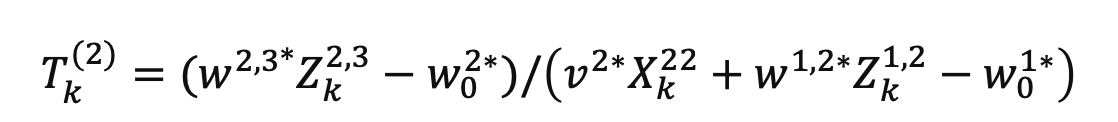 $T_k^{(2)} = (w^{2,3*}Z_k^{2,3} - w_0^{2*})/(v^{2*}X_k^{22} + w^{1,2*}Z_k^{1,2} - w_0^{1*})$